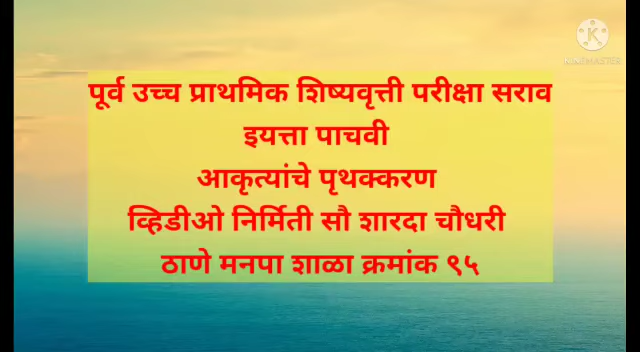 KINEMASTER
पूर्व उच्च प्राथमिक शिष्यवृत्ती परीक्षा सराव
इयत्ता पाचवी
आकृत्यांचे पृथक्करण
व्हिडीओ निर्मिती सौ शारदा चौधरी
ठाणे मनपा शाळा क्रमांक ९५